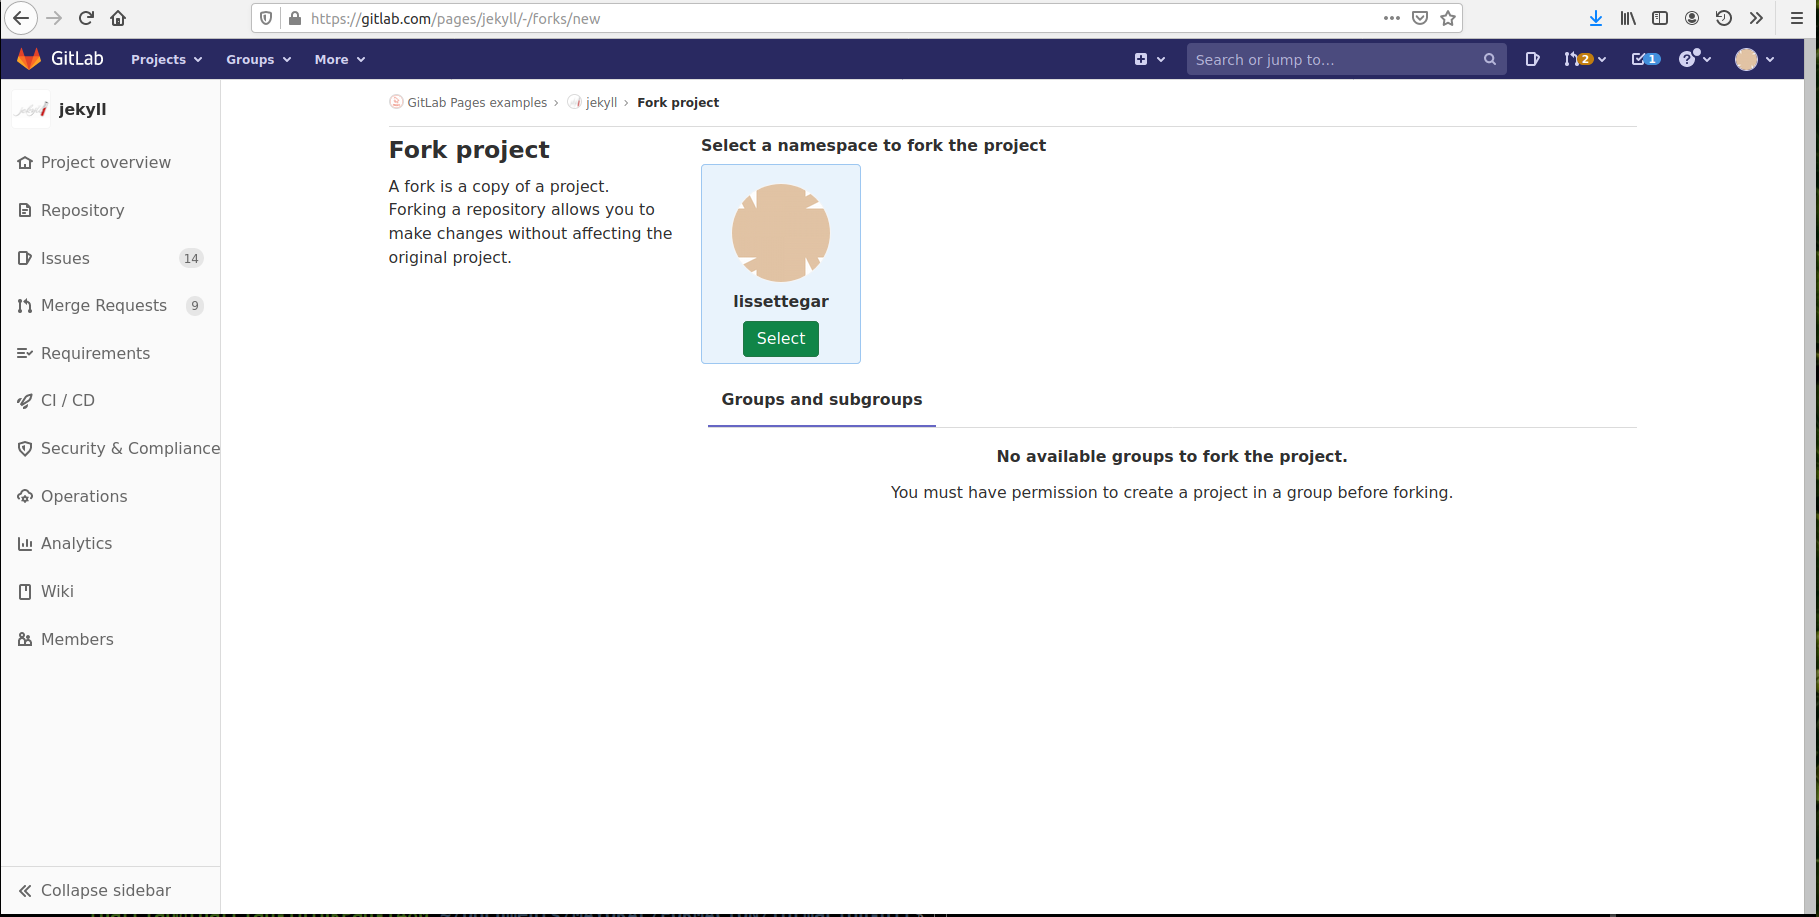 https://gitlab.com/pages/jekyll/-/forks/new
GitLab Projects Groups More Search or jump to... 2 1
jekyll
Project overview
Repository
Issues 14
Merge Requests 9
Requirements
CI / CD
Security & Compliance
Operations
Analytics
Wiki
Members
Collapse sidebar
GitLab Pages examples › jekyll › Fork project
Fork project
A fork is a copy of a project.
Forking a repository allows you to
make changes without affecting the
original project.
Select a namespace to fork the project
lissettegar
Select
Groups and subgroups
No available groups to fork the project.
You must have permission to create a project in a group before forking.